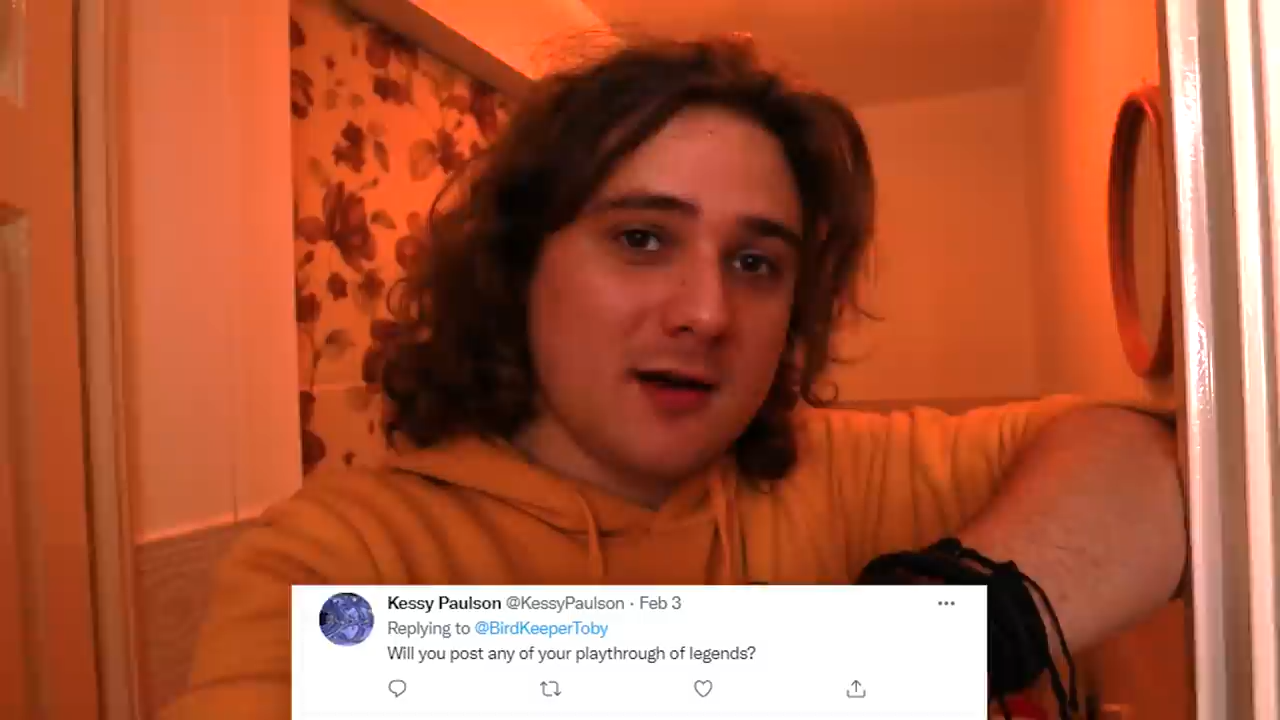 Kessy Paulson @KessyPaulson · Feb 3
Replying to @BirdKeeperToby
Will you post any of your playthrough of legends?